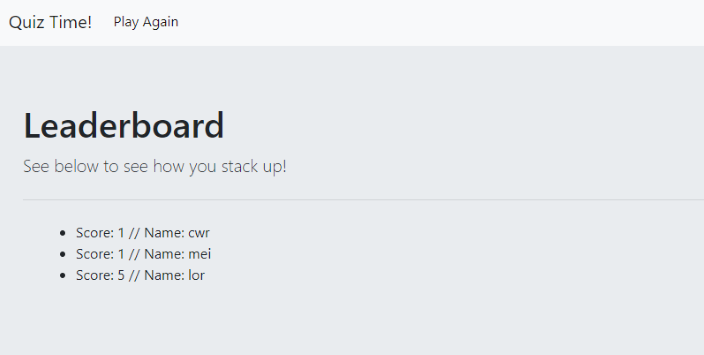 Quiz Time! Play Again
Leaderboard
See below to see how you stack up!
Score: 1 // Name: cwr
Score: 1 // Name: mei
Score: 5 // Name: lor